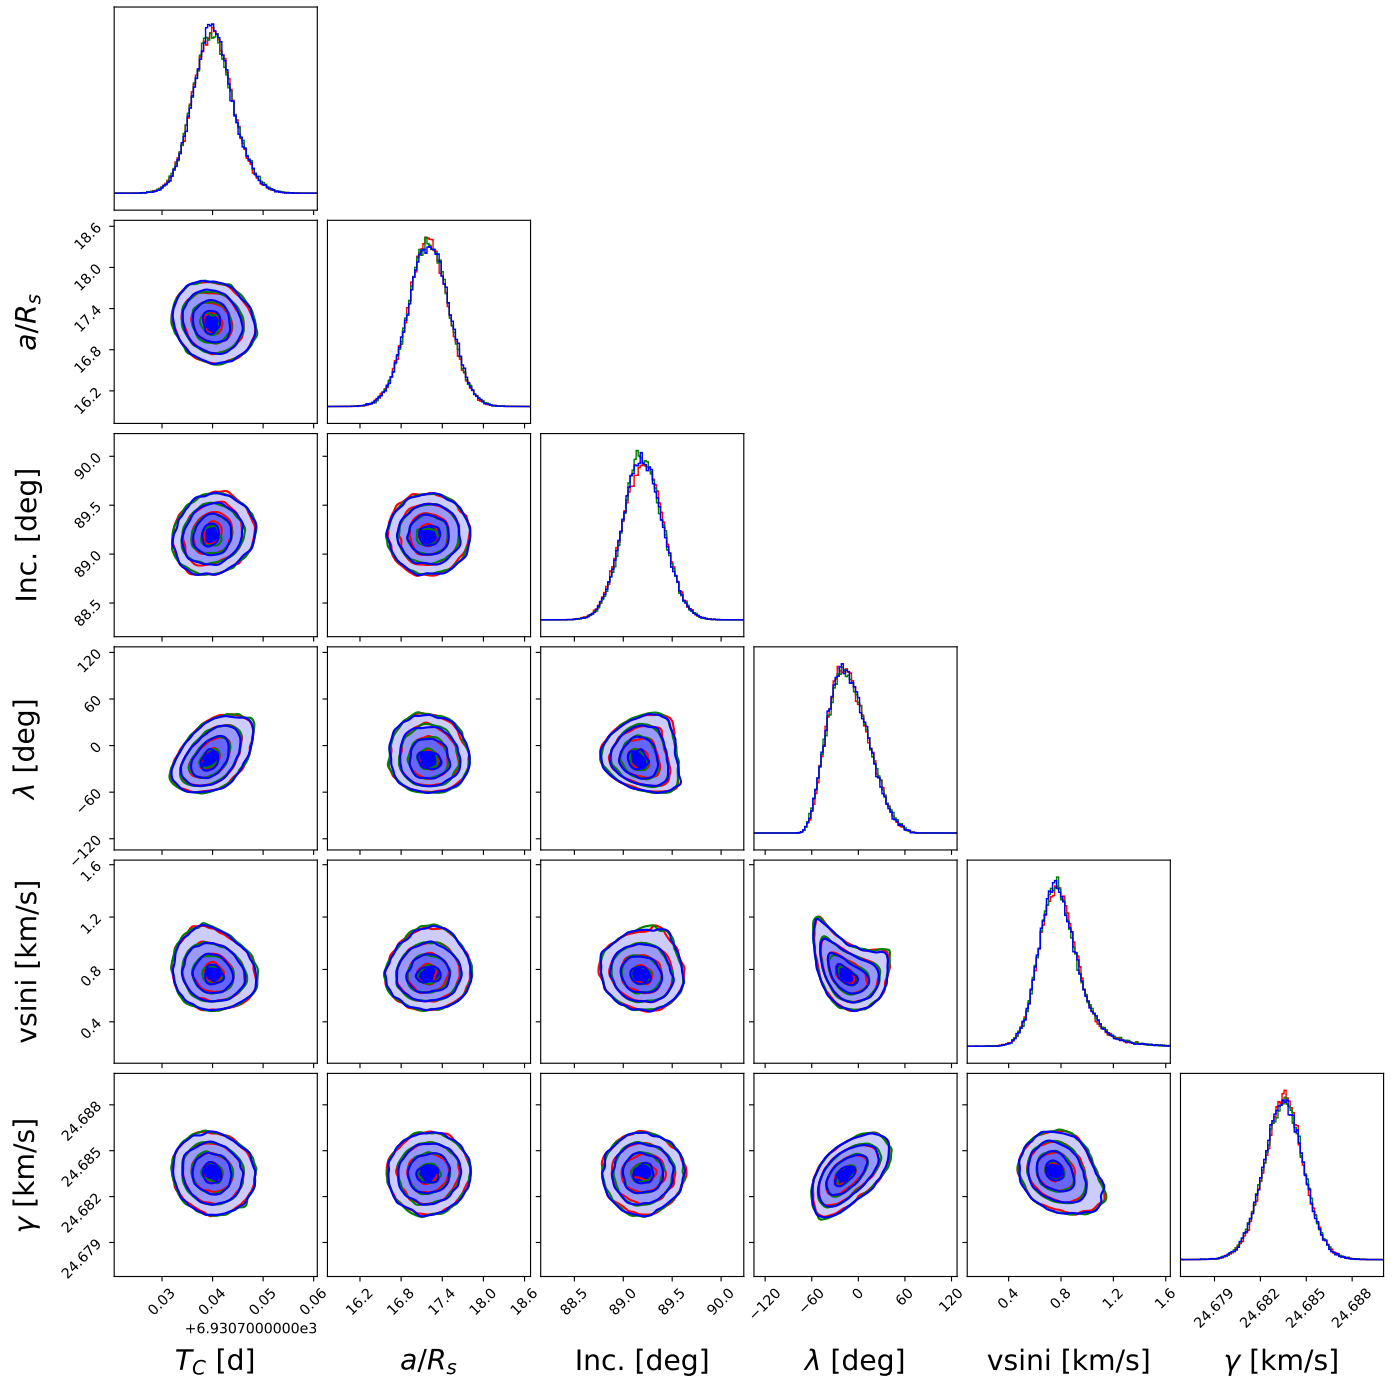 18.6
18.0
17.4
16.8
16.2
a/Rs
90.0
89.5
89.0
88.5
Inc. [deg]
120
60
0
−60
−120
λ [deg]
1.6
1.2
0.8
0.4
vsini [km/s]
24.688
24.685
24.682
24.679
γ [km/s]
0.03 0.04 0.05 0.06 16.2 16.8 17.4 18.0 18.6 88.5 89.0 89.5 90.0 −120 −60 0 60 120 0.4 0.8 1.2 1.6 24.679 24.682 24.685 24.688
+6.9307000000e3
T_C [d] a/R_s Inc. [deg] λ [deg] vsini [km/s] γ [km/s]